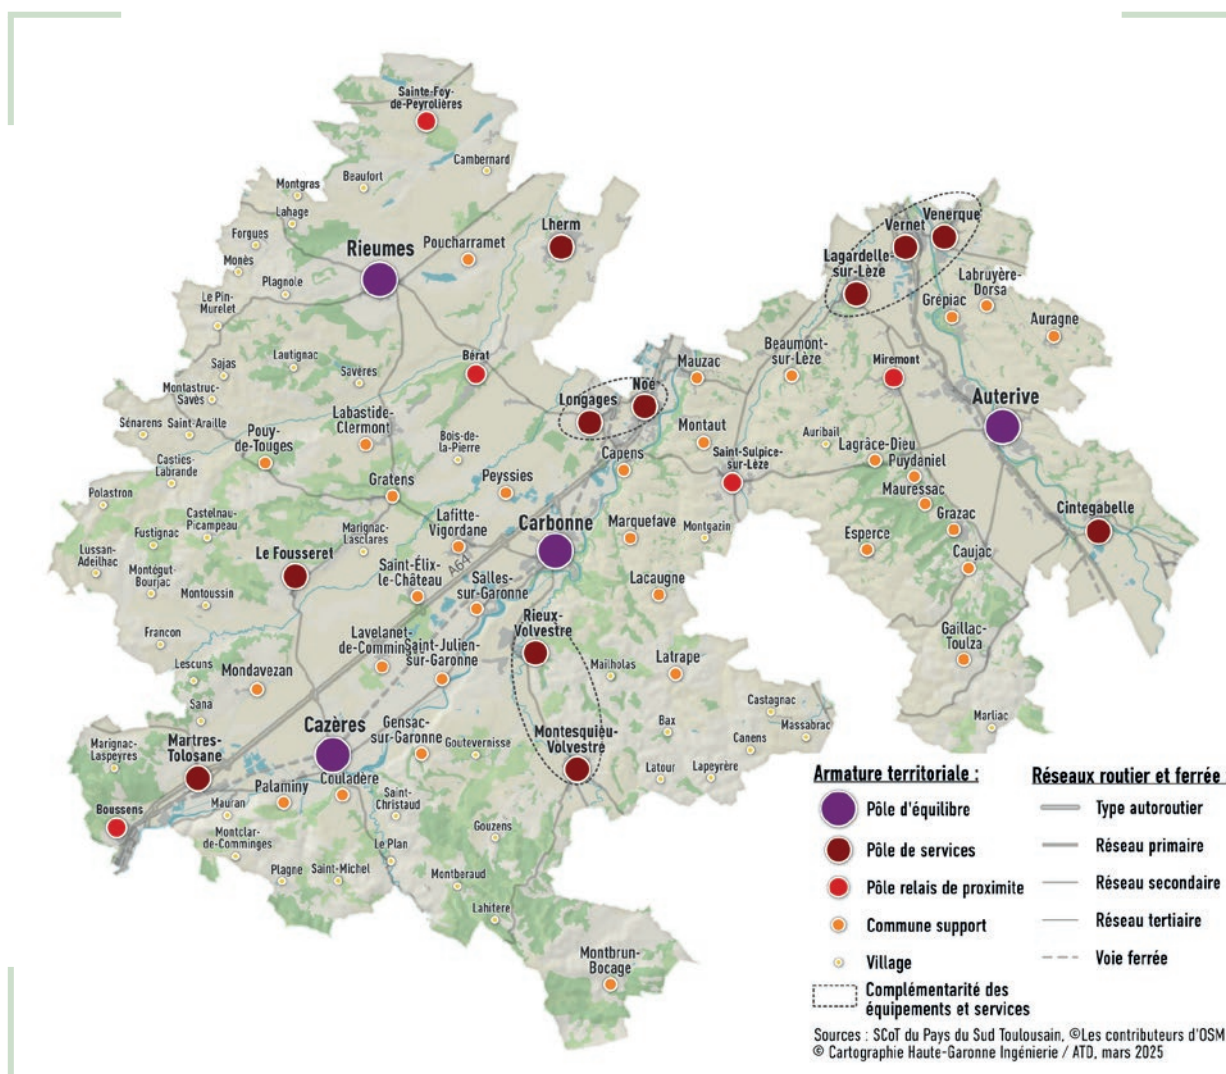 Sainte-Foy-
de-Peyrolières
Cambernard
Beaufort
Montgras
Lahage
Forgues
Monès
Rieumes
Poucharramet
Lherm
Plagnole
Le Pin-
Murelet
Vernet
Venerque
Lagardelle-
sur-Lèze
Labruyère-
Dorsa
Grépiac
Auragne
Sajas
Lautignac
Savères
Bérat
Montastruc-
Savès
Mauzac
Beaumont-
sur-Lèze
Miremont
Auterive
Longages
Noé
Sénarens
Saint-Araille
Pouy-
de-Touges
Labastide-
Clermont
Bois-de-
la-Pierre
Montaut
Auribail
Lagrâce-Dieu
Puydaniel
Casties-
Labrande
Capens
Saint-Sulpice-
sur-Lèze
Polastron
Gratens
Peyssies
Mauressac
Grazac
Cintegabelle
Castelnau-
Picampeau
Fustignac
Marignac-
Lasclares
Lafitte-
Vigordane
Carbonne
Marquefave
Montgazin
Esperce
Caujac
Lussan-
Adeilhac
Le Fousseret
A64
Montégut-
Bourjac
Saint-Élix-
le-Château
Salles-
sur-Garonne
Lacaugne
Montoussin
Rieux-
Volvestre
Francon
Lavelanet-
de-Comminges
Saint-Julien-
sur-Garonne
Gaillac-
Toulza
Lescuns
Mondavezan
Mailholas
Latrape
Sana
Castagnac
Massabrac
Marliac
Marignac-
Laspeyres
Martres-
Tolosane
Cazères
Gensac-
sur-Garonne
Goutevernisse
Montesquieu-
Volvestre
Bax
Canens
Latour
Lapeyrère
Boussens
Mauran
Palaminy
Couladère
Saint-
Christaud
Montclar-
de-Comminges
Gouzens
Le Plan
Plagne
Saint-Michel
Montberaud
Lahitère
Montbrun-
Bocage
Armature territoriale :
Pôle d'équilibre
Pôle de services
Pôle relais de proximite
Commune support
Village
Complémentarité des
équipements et services
Réseaux routier et ferrée :
Type autoroutier
Réseau primaire
Réseau secondaire
Réseau tertiaire
Voie ferrée
Sources : SCoT du Pays du Sud Toulousain, ©Les contributeurs d'OSM
© Cartographie Haute-Garonne Ingénierie / ATD, mars 2025